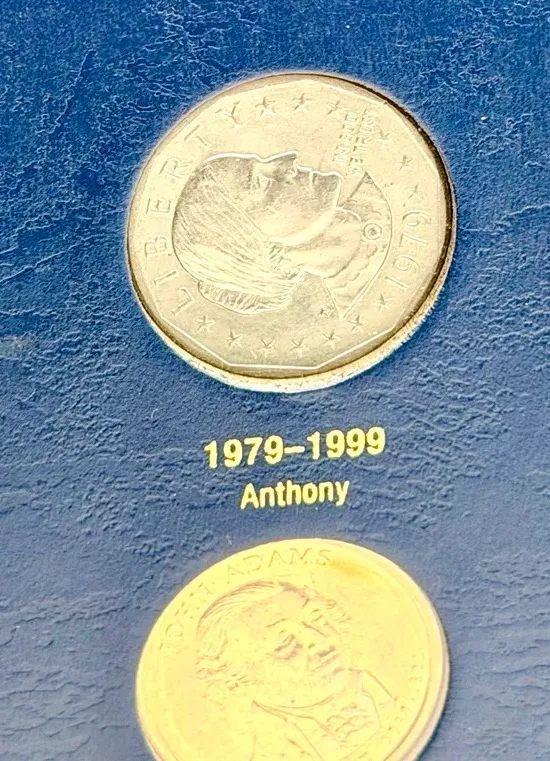 LIBERTY
IN GOD
WE TRUST
1979
1979–1999
Anthony
JOHN ADAMS